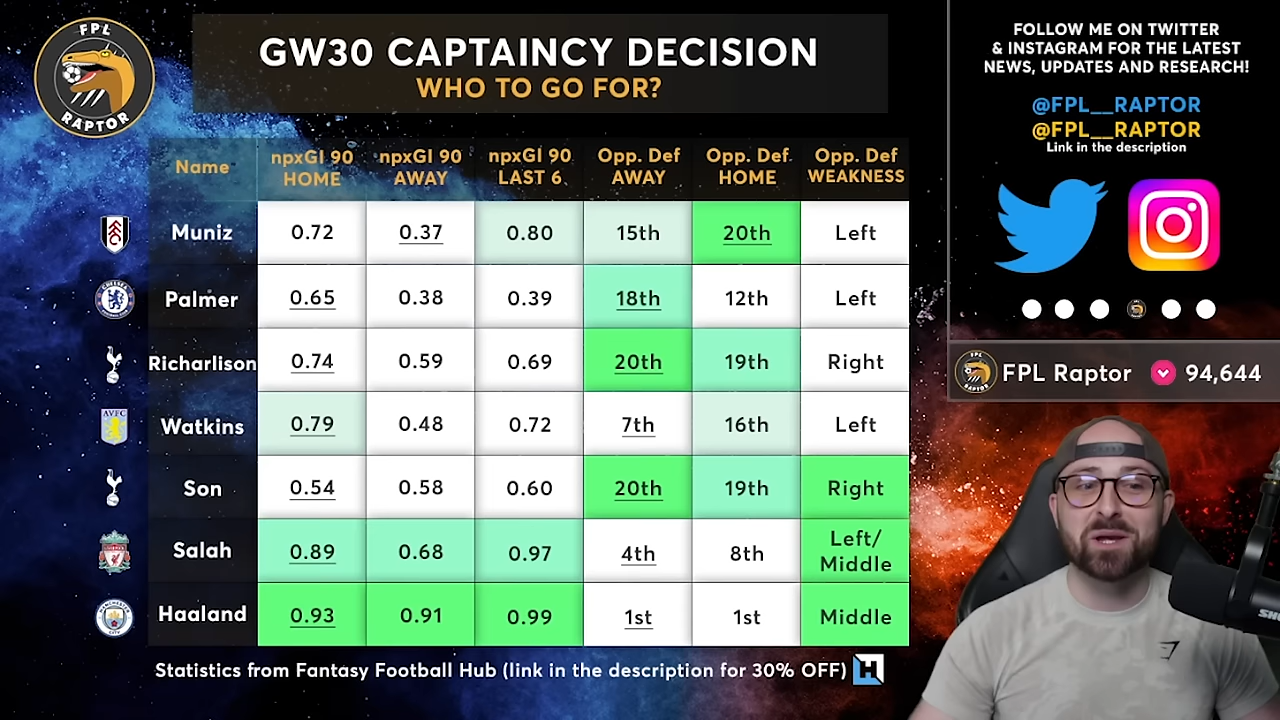 FPL
RAPTOR
GW30 CAPTAINCY DECISION
WHO TO GO FOR?
Name
npxGI 90
HOME
npxGI 90
AWAY
npxGI 90
LAST 6
Opp. Def
AWAY
Opp. Def
HOME
Opp. Def
WEAKNESS
Muniz 0.72 0.37 0.80 15th 20th Left
CHELSEA
Palmer 0.65 0.38 0.39 18th 12th Left
Richarlison 0.74 0.59 0.69 20th 19th Right
AVFC
Watkins 0.79 0.48 0.72 7th 16th Left
Son 0.54 0.58 0.60 20th 19th Right
Salah 0.89 0.68 0.97 4th 8th Left/
Middle
Haaland 0.93 0.91 0.99 1st 1st Middle
Statistics from Fantasy Football Hub (link in the description for 30% OFF)
H
FOLLOW ME ON TWITTER
& INSTAGRAM FOR THE LATEST
NEWS, UPDATES AND RESEARCH!
@FPL__RAPTOR
@FPL__RAPTOR
Link in the description
FPL
RAPTOR
FPL Raptor 94,644